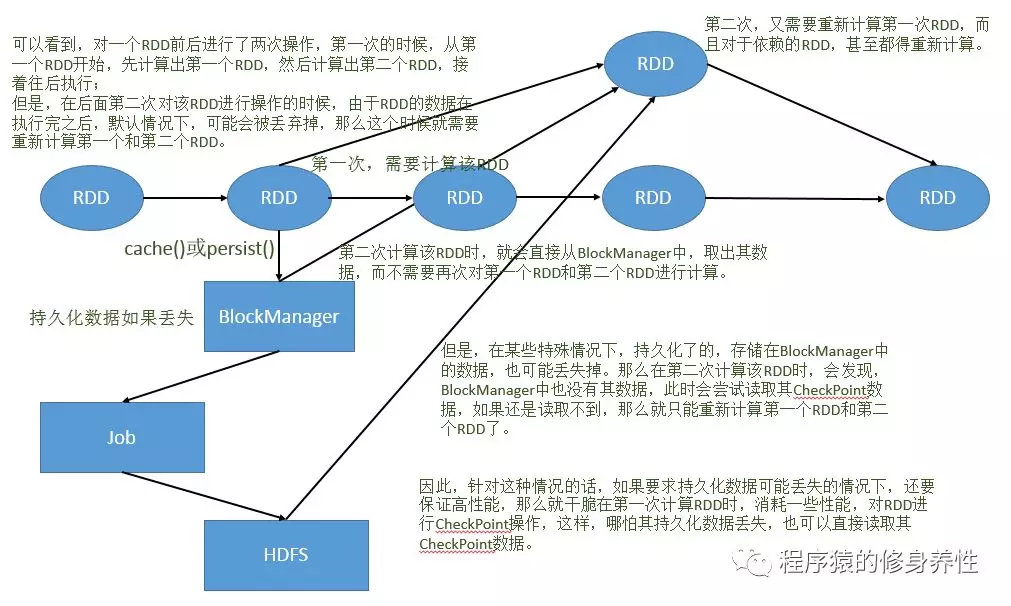 可以看到，对一个RDD前后进行了两次操作，第一次的时候，从第
一个RDD开始，先计算出第一个RDD，然后计算出第二个RDD，接
着往后执行；
但是，在后面第二次对该RDD进行操作的时候，由于RDD的数据在
执行完之后，默认情况下，可能会被丢弃掉，那么这个时候就需要
重新计算第一个和第二个RDD。
第二次，又需要重新计算第一次RDD，而
且对于依赖的RDD，甚至都得重新计算。
RDD
第一次，需要计算该RDD
RDD
RDD
RDD
RDD
RDD
cache()或persist()
第二次计算该RDD时，就会直接从BlockManager中，取出其数
据，而不需要再次对第一个RDD和第二个RDD进行计算。
持久化数据如果丢失
BlockManager
但是，在某些特殊情况下，持久化了的，存储在BlockManager中
的数据，也可能丢失掉。那么在第二次计算该RDD时，会发现，
BlockManager中也没有其数据，此时会尝试读取其CheckPoint数
据，如果还是读取不到，那么就只能重新计算第一个RDD和第二
个RDD了。
Job
因此，针对这种情况的话，如果要求持久化数据可能丢失的情况下，还要
保证高性能，那么就干脆在第一次计算RDD时，消耗一些性能，对RDD进
行CheckPoint操作，这样，哪怕其持久化数据丢失，也可以直接读取其
CheckPoint数据。
HDFS
程序猿的修身养性